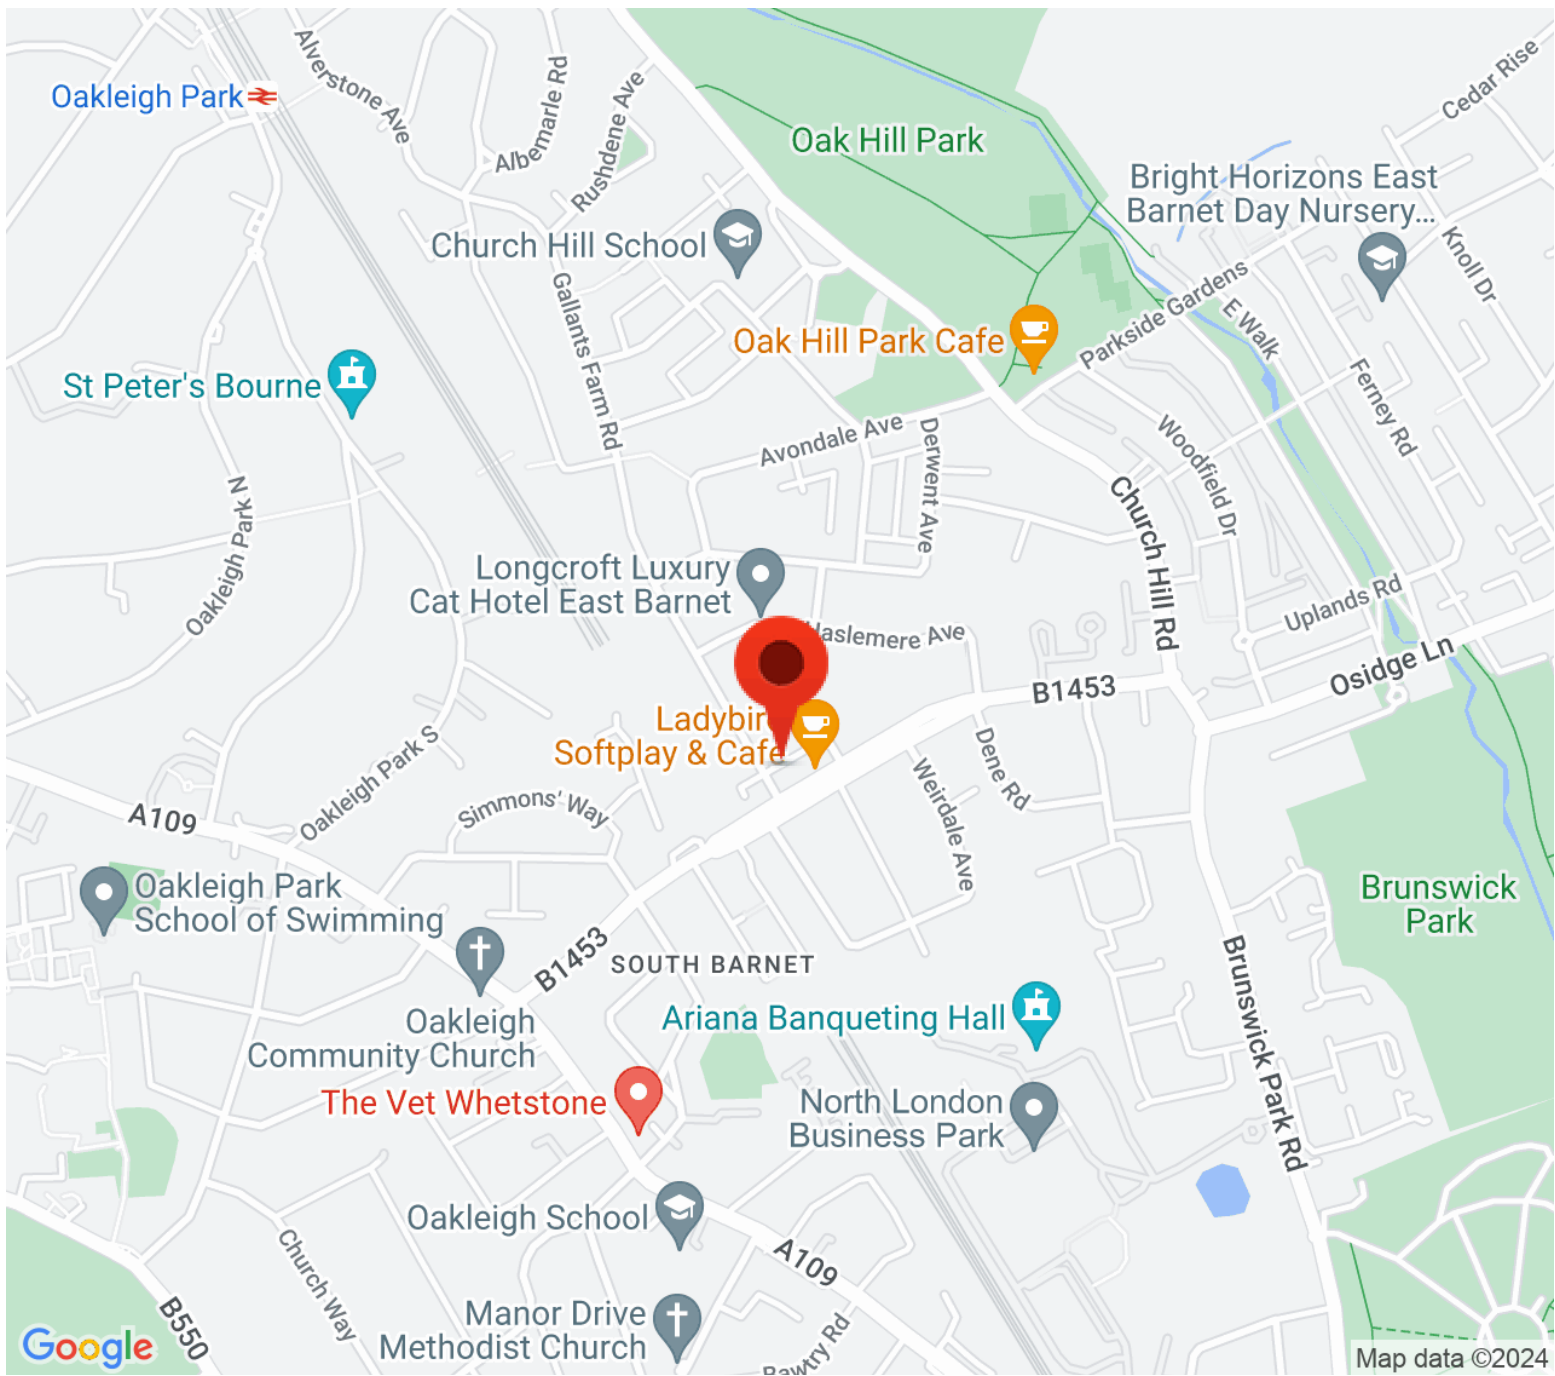 Alverstone Ave
Albemarle Rd
Rushdene Ave
Cedar Rise
Oakleigh Park
Oak Hill Park
Bright Horizons East
Barnet Day Nursery...
Church Hill School
Knoll Dr
Gallants Farm Rd
Parkside Gardens
E Walk
Oak Hill Park Cafe
St Peter's Bourne
Ferney Rd
Avondale Ave
Derwent Ave
Woodfield Dr
Oakleigh Park N
Church Hill Rd
Longcroft Luxury
Cat Hotel East Barnet
Uplands Rd
Haslemere Ave
Osidge Ln
B1453
Ladybird
Softplay & Cafe
Dene Rd
Oakleigh Park S
Weirdale Ave
Simmons' Way
A109
Oakleigh Park
School of Swimming
Brunswick
Park
B1453
SOUTH BARNET
Brunswick Park Rd
Ariana Banqueting Hall
Oakleigh
Community Church
The Vet Whetstone
North London
Business Park
Oakleigh School
Church Way
A109
B550
Manor Drive
Methodist Church
Bawtry Rd
Google
Map data ©2024